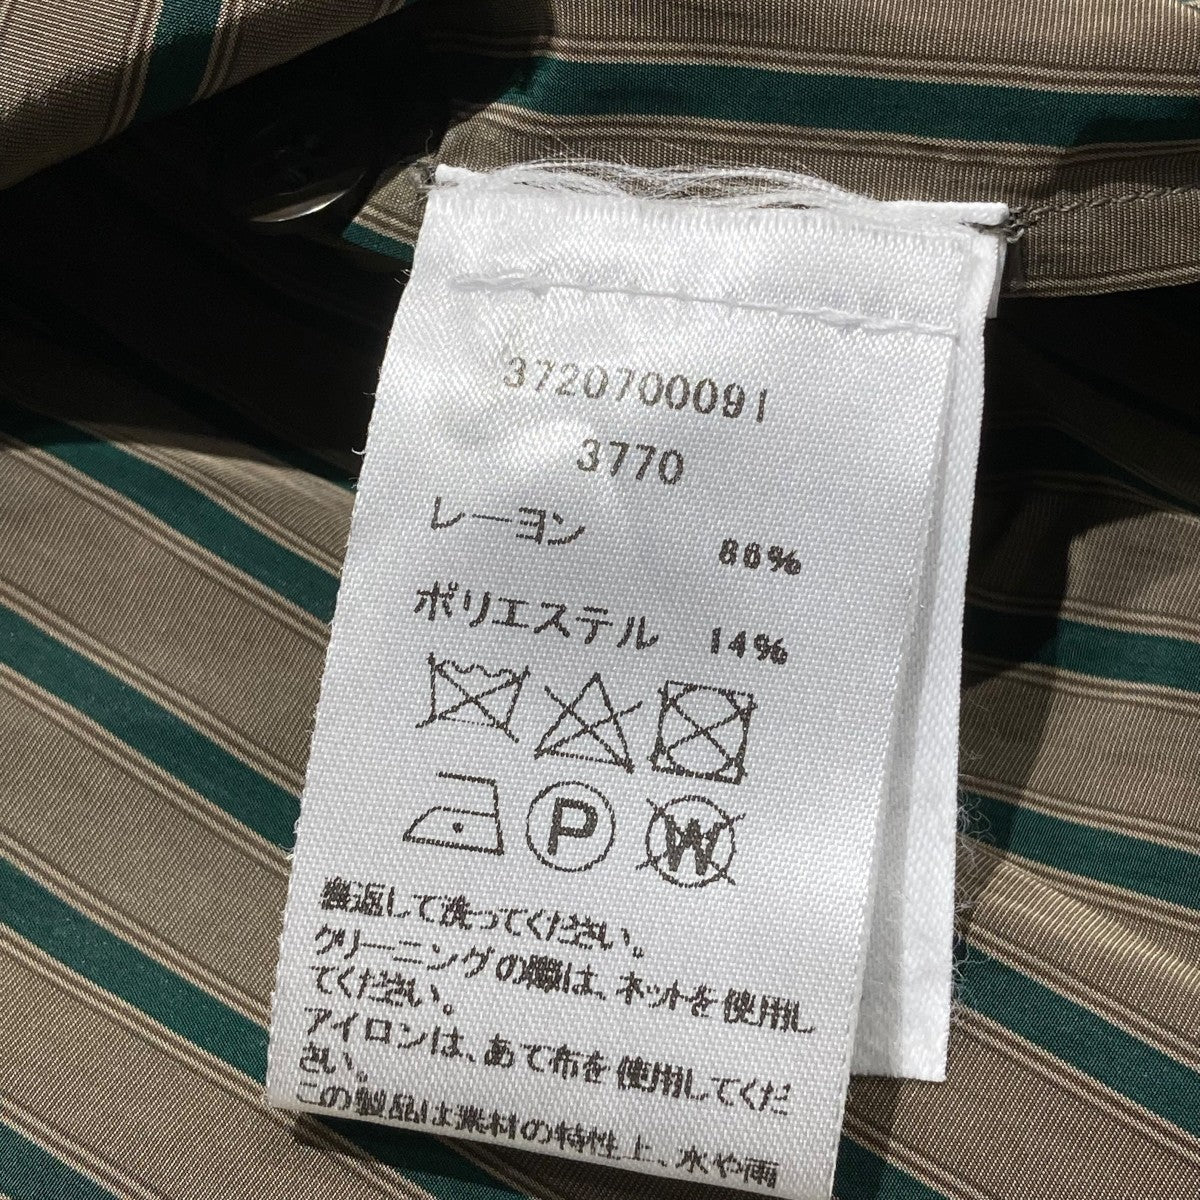 3720700091
3770
レーヨン 86%
ポリエステル 14%
P W
裏返して洗ってください。
クリーニングの際は、ネットを使用し
てください。
アイロンは、あて布を使用してくだ
さい。
この製品は素材の特性上、水や雨